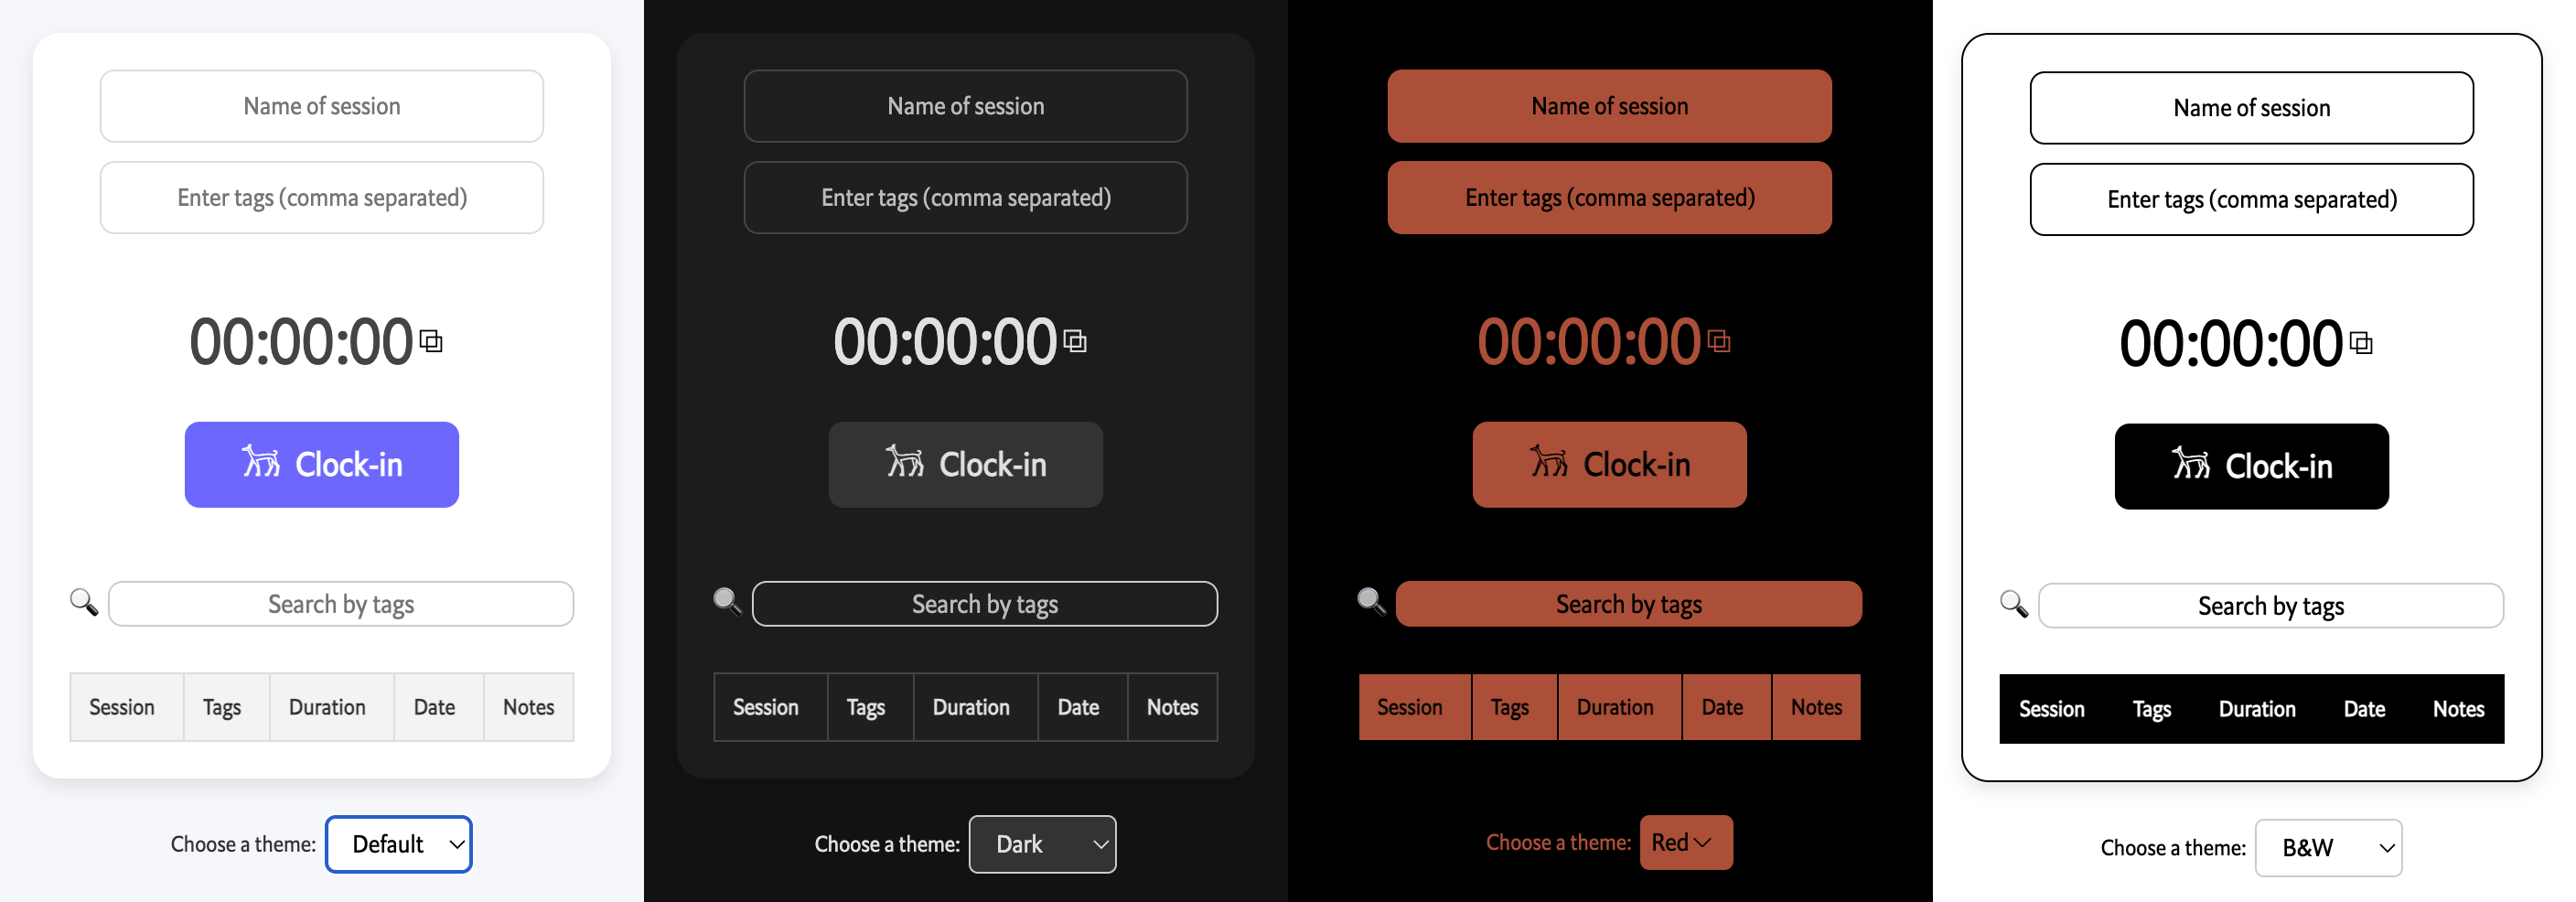 Name of session
Enter tags (comma separated)
00:00:00
Clock-in
Search by tags
Session Tags Duration Date Notes
Choose a theme: Default
Name of session
Enter tags (comma separated)
00:00:00
Clock-in
Search by tags
Session Tags Duration Date Notes
Choose a theme: Dark
Name of session
Enter tags (comma separated)
00:00:00
Clock-in
Search by tags
Session Tags Duration Date Notes
Choose a theme: Red
Name of session
Enter tags (comma separated)
00:00:00
Clock-in
Search by tags
Session Tags Duration Date Notes
Choose a theme: B&W